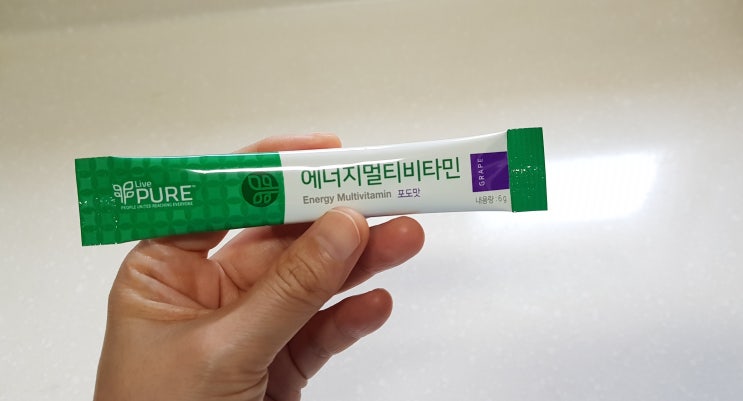 Live
PURE™
PEOPLE UNITED REACHING EVERYONE
에너지멀티비타민
Energy Multivitamin 포도맛
GRAPE
내용량 : 6g